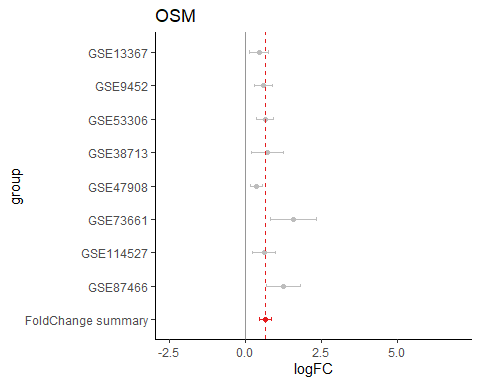 OSM
GSE13367
GSE9452
GSE53306
GSE38713
GSE47908
GSE73661
GSE114527
GSE87466
FoldChange summary
group
-2.5 0.0 2.5 5.0
logFC